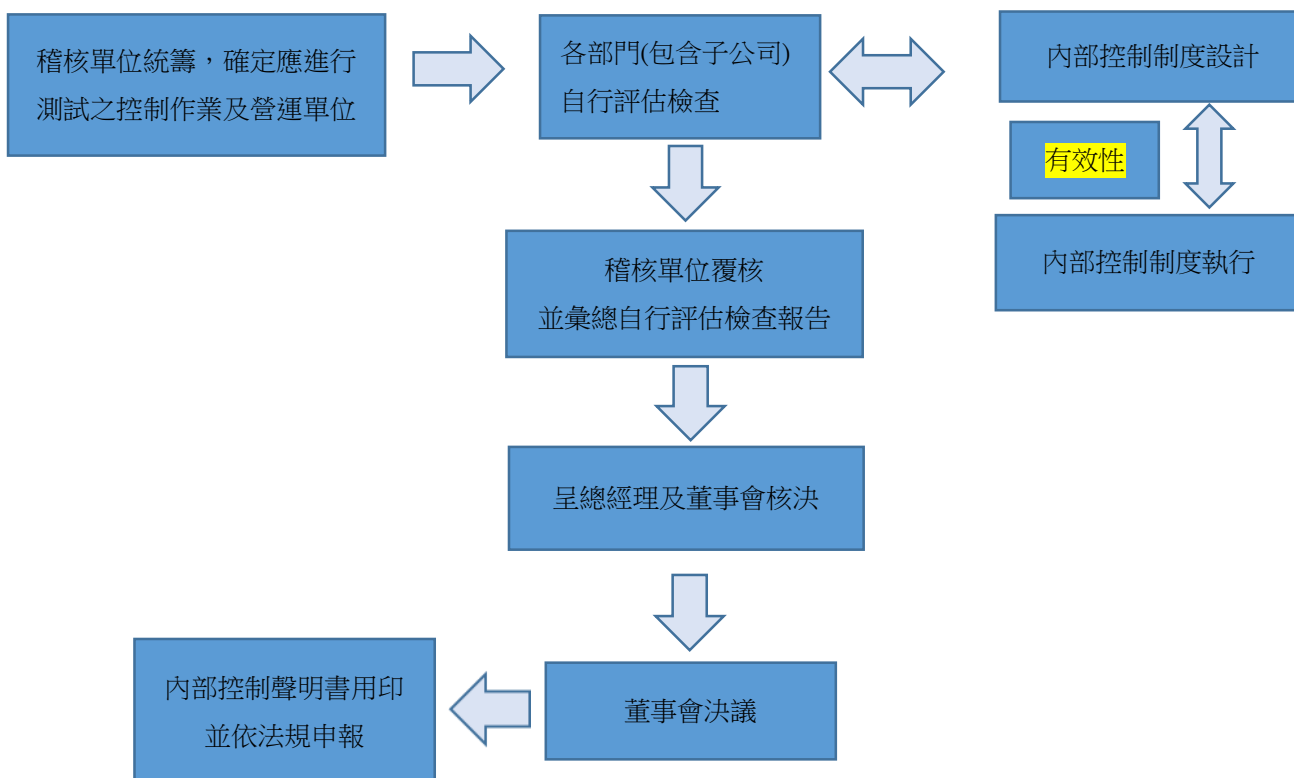 稽核單位統籌，確定應進行
測試之控制作業及營運單位
各部門(包含子公司)
自行評估檢查
內部控制制度設計
有效性
內部控制制度執行
稽核單位覆核
並彙總自行評估檢查報告
呈總經理及董事會核決
董事會決議
內部控制聲明書用印
並依法規申報